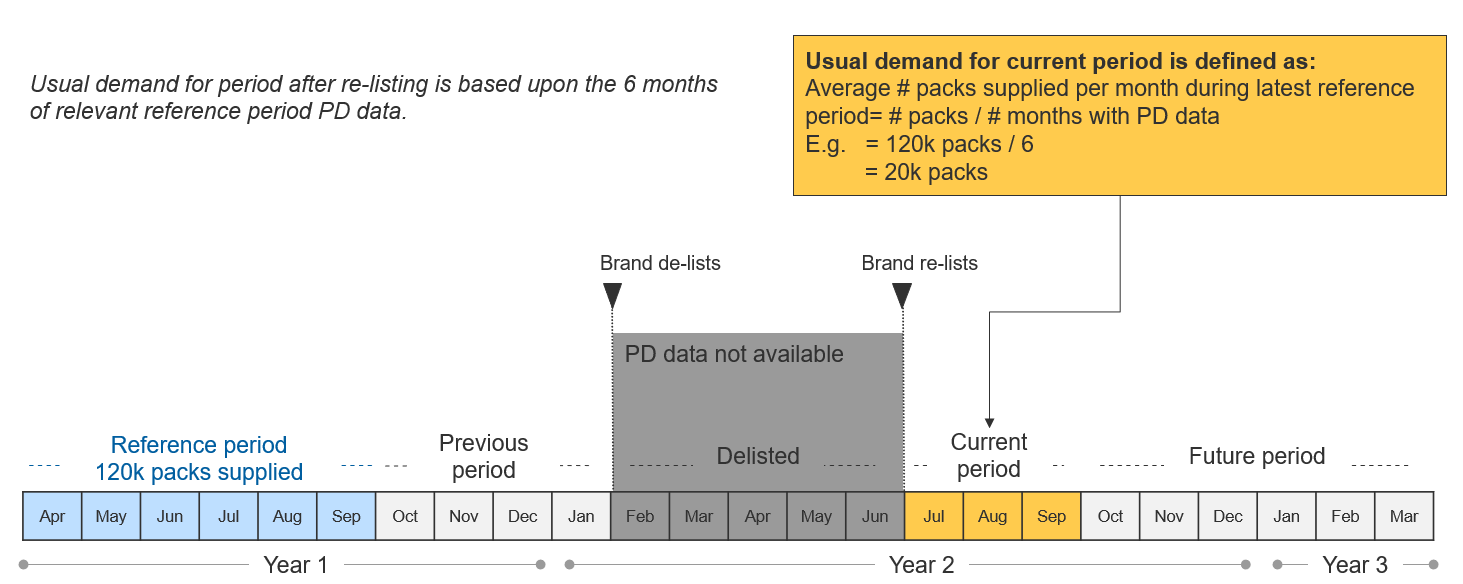 Usual demand for period after re-listing is based upon the 6 months
of relevant reference period PD data.
Usual demand for current period is defined as:
Average # packs supplied per month during latest reference
period= # packs / # months with PD data
E.g. = 120k packs / 6
= 20k packs
Brand de-lists
Brand re-lists
PD data not available
Reference period
120k packs supplied
Previous
period
Delisted
Current
period
Future period
Apr May Jun Jul Aug Sep Oct Nov Dec Jan Feb Mar Apr May Jun Jul Aug Sep Oct Nov Dec Jan Feb Mar
Year 1 Year 2 Year 3